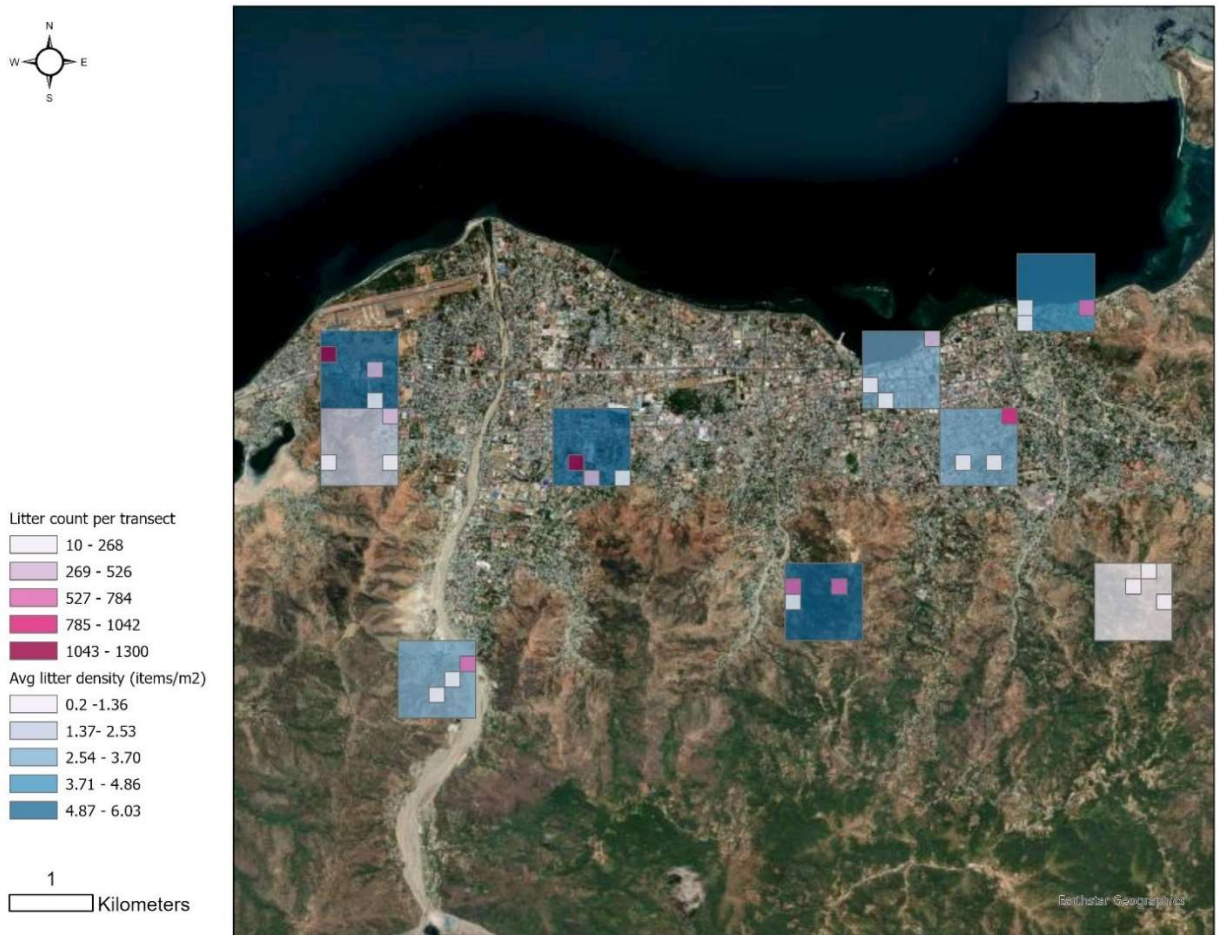 N
W E
S
Litter count per transect
10 - 268
269 - 526
527 - 784
785 - 1042
1043 - 1300
Avg litter density (items/m2)
0.2 -1.36
1.37- 2.53
2.54 - 3.70
3.71 - 4.86
4.87 - 6.03
1
Kilometers
Earthstar Geographics